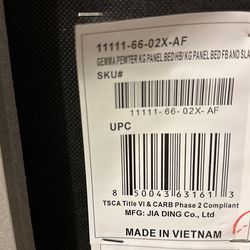 11111-66-02X-AF
GEMMA PEWTER KG PANEL BED HB/KG PANEL BED FB AND SLA
SKU#
11111-66- 02X- AF
UPC
8 50043 63161 3
TSCA Title VI & CARB Phase 2 Compliant
MFG: JIA DING Co., Ltd
MADE IN VIETNAM